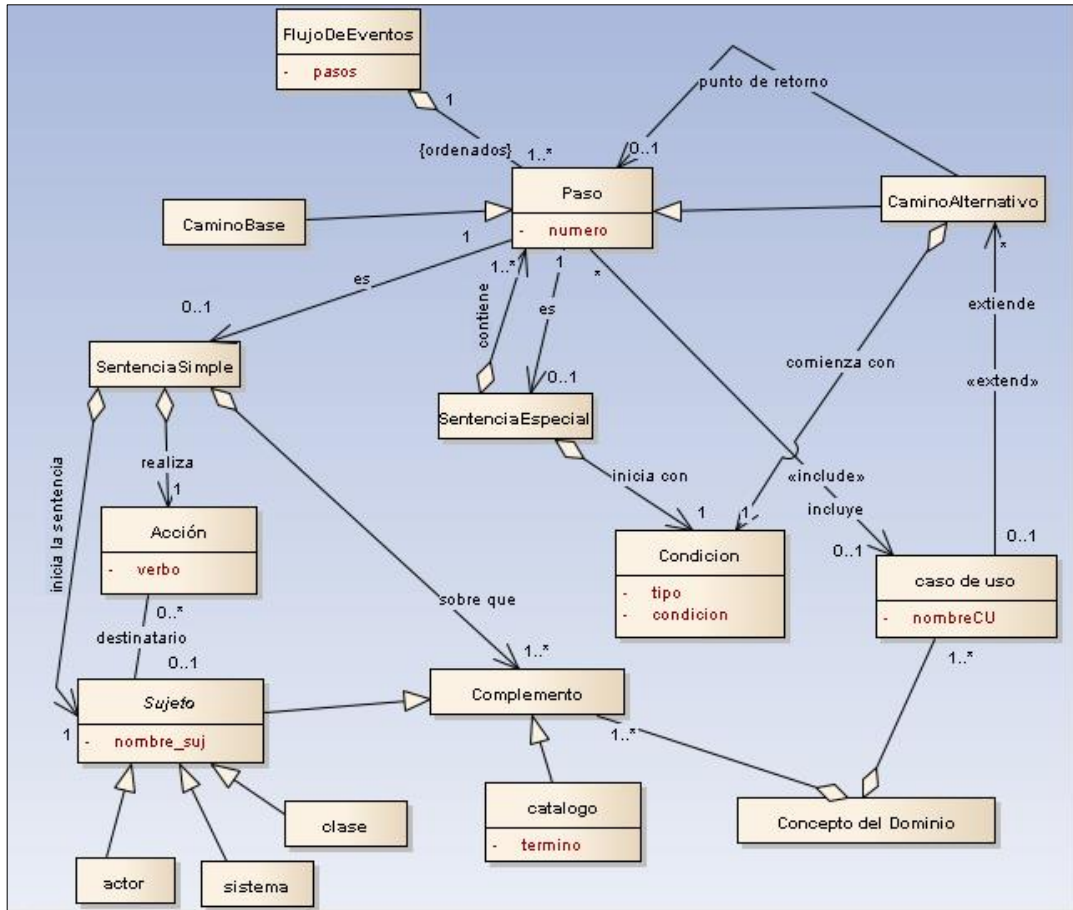 FlujoDeEventos
- pasos
1
{ordenados}
1..*
punto de retorno
0..1
Paso
- numero
CaminoBase
CaminoAlternativo
1
es
0..1
1..*
contiene
1
es
0..1
*
*
extiende
«extend»
0..1
comienza con
1
SentenciaSimple
SentenciaEspecial
inicia con
1
«include»
incluye
0..1
inicia la sentencia
1
realiza
1
Acción
- verbo
0..*
destinatario
0..1
sobre que
1..*
Condicion
- tipo
- condicion
caso de uso
- nombreCU
1..*
Sujeto
- nombre_suj
Complemento
1..*
catalogo
- termino
Concepto del Dominio
clase
actor
sistema